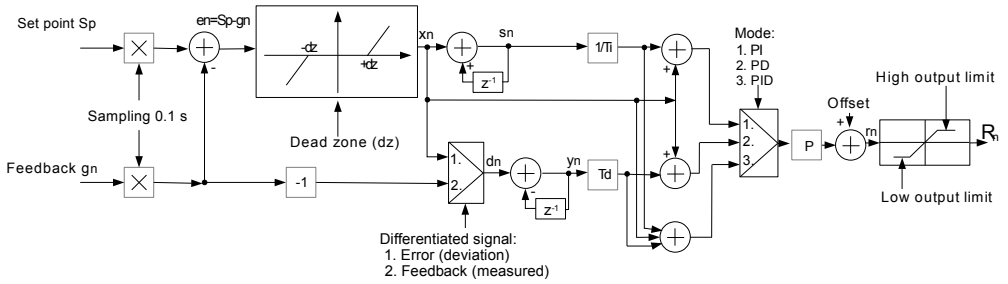 Set point Sp
en=Sp-gn
-dz
+dz
xn
sn
1/Ti
z-1
Mode:
1. PI
2. PD
3. PID
High output limit
Offset
Sampling 0.1 s
Dead zone (dz)
1.
2.
3.
P
rn
Rn
Feedback gn
-1
1.
2.
dn
yn
Td
z-1
Low output limit
Differentiated signal:
1. Error (deviation)
2. Feedback (measured)